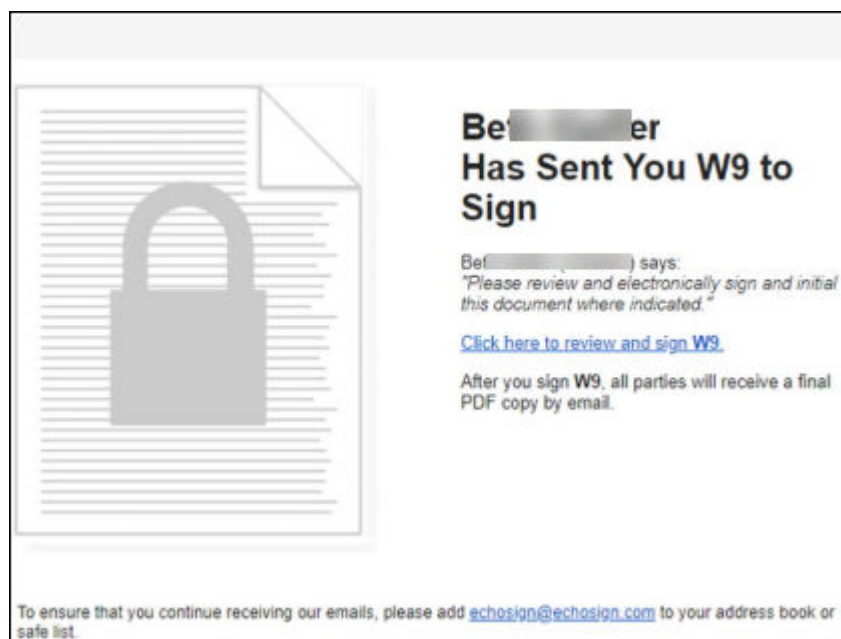 Be er
Has Sent You W9 to
Sign
Bef ( ) says:
"Please review and electronically sign and initial
this document where indicated."
Click here to review and sign W9.
After you sign W9, all parties will receive a final
PDF copy by email.
To ensure that you continue receiving our emails, please add echosign@echosign.com to your address book or
safe list.